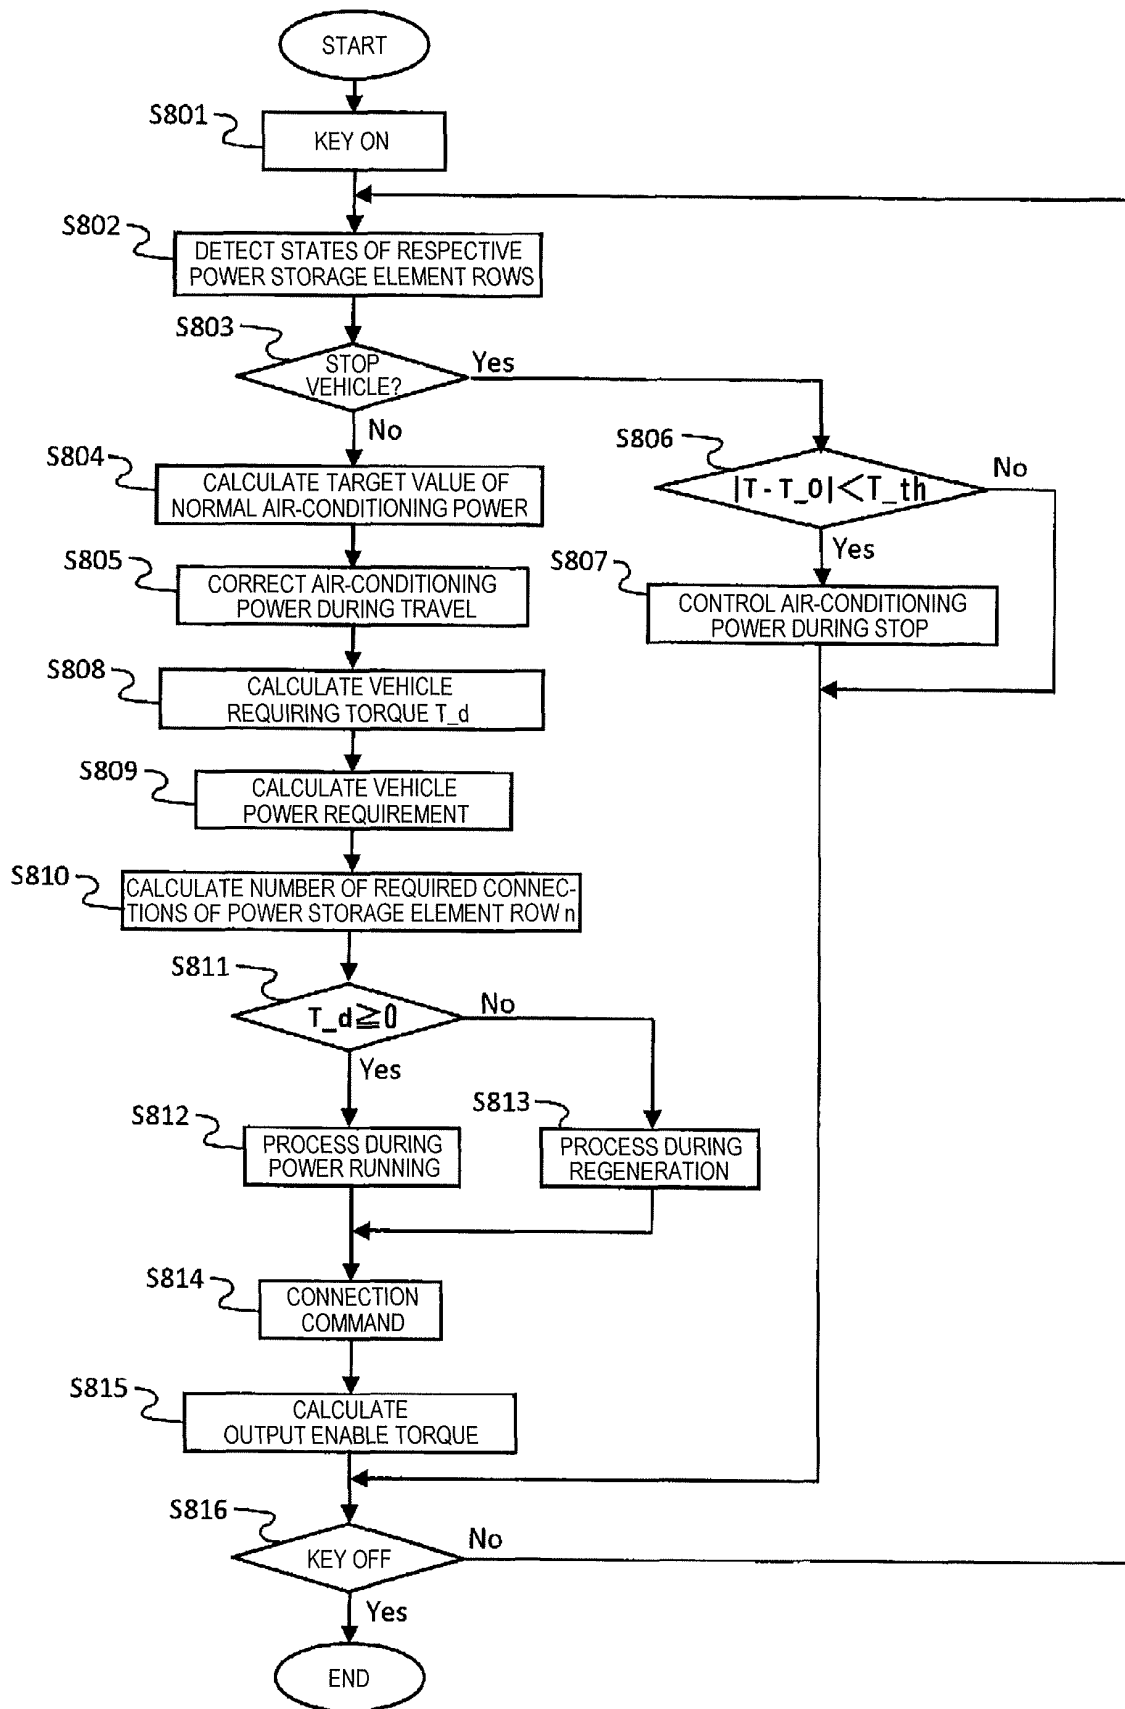 START
S801
KEY ON
S802
DETECT STATES OF RESPECTIVE
POWER STORAGE ELEMENT ROWS
S803
STOP
VEHICLE?
Yes
No
S804
CALCULATE TARGET VALUE OF
NORMAL AIR-CONDITIONING POWER
S806
|T-T_0|<T_th
No
Yes
S805
CORRECT AIR-CONDITIONING
POWER DURING TRAVEL
S807
CONTROL AIR-CONDITIONING
POWER DURING STOP
S808
CALCULATE VEHICLE
REQUIRING TORQUE T_d
S809
CALCULATE VEHICLE
POWER REQUIREMENT
S810
CALCULATE NUMBER OF REQUIRED CONNEC-
TIONS OF POWER STORAGE ELEMENT ROW n
S811
T_d≧0
No
Yes
S812
PROCESS DURING
POWER RUNNING
S813
PROCESS DURING
REGENERATION
S814
CONNECTION
COMMAND
S815
CALCULATE
OUTPUT ENABLE TORQUE
S816
KEY OFF
No
Yes
END